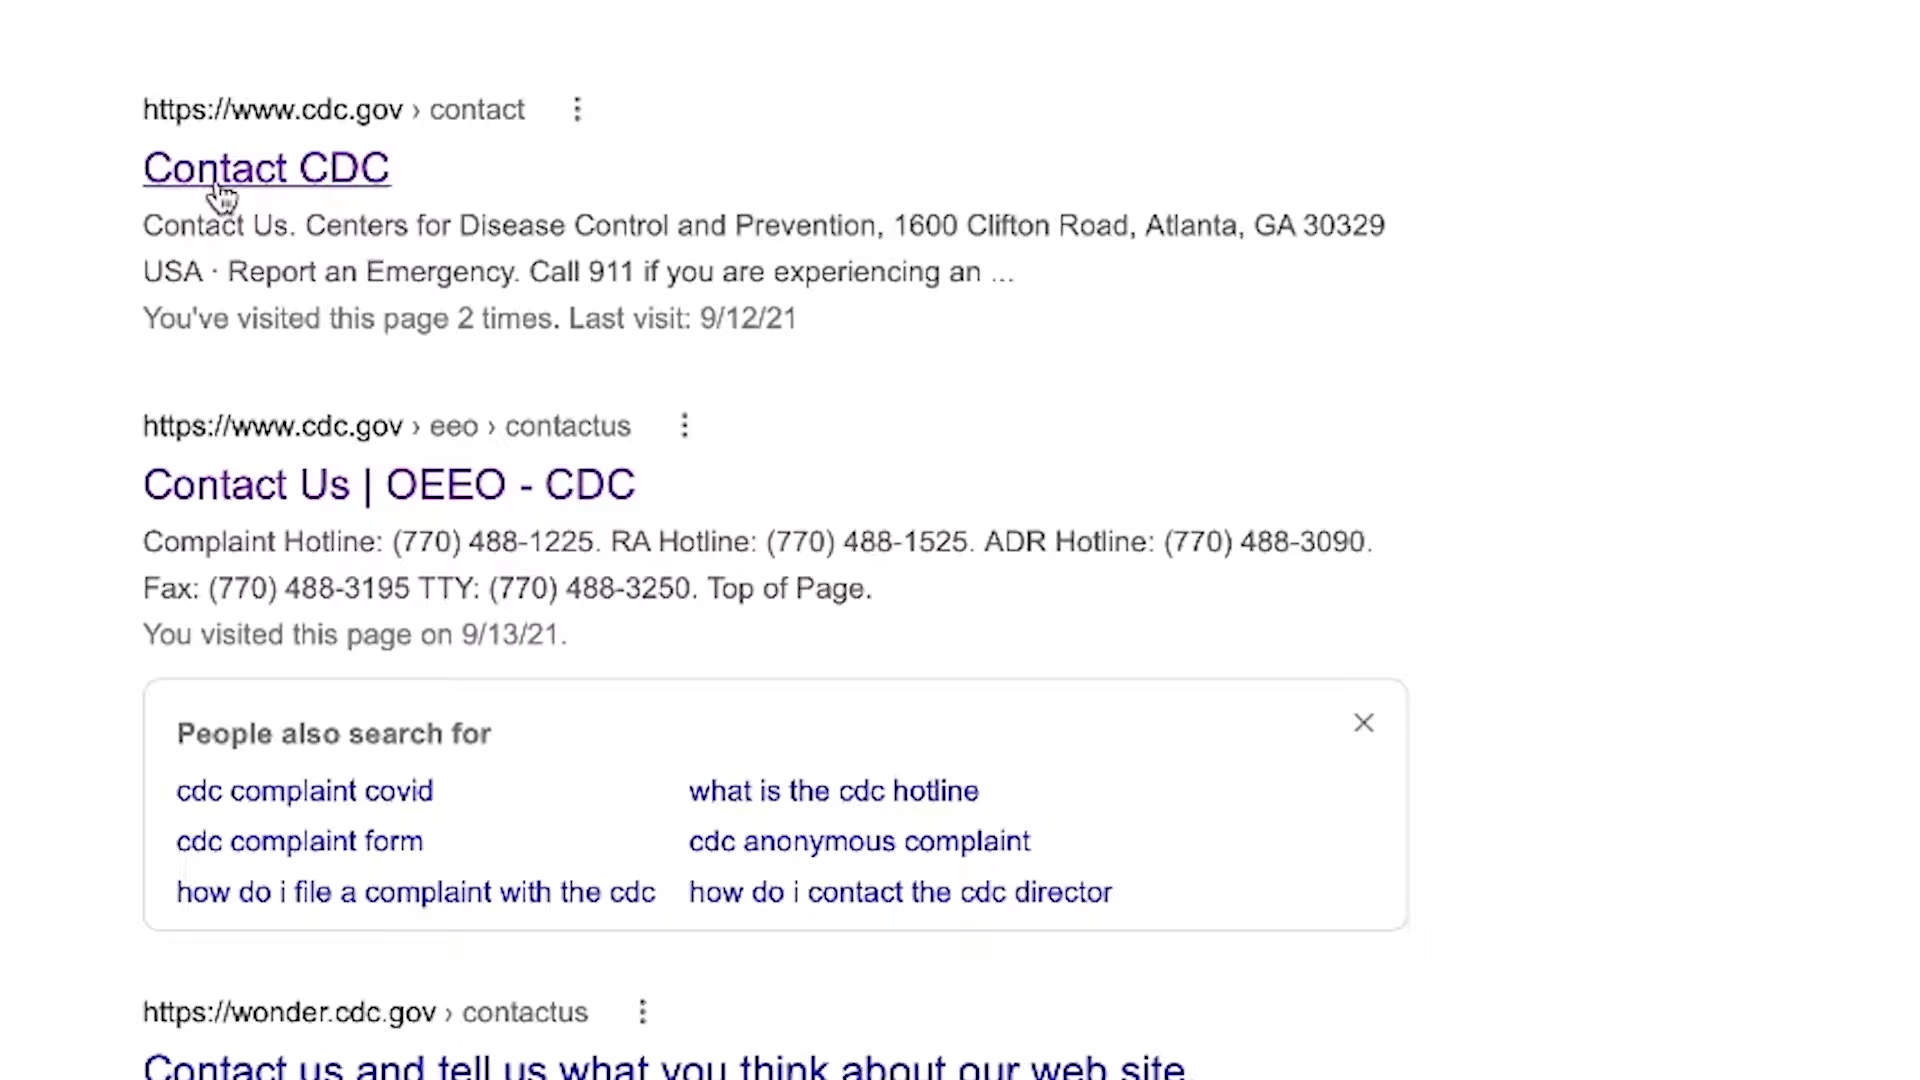 https://www.cdc.gov › contact
Contact CDC
Contact Us. Centers for Disease Control and Prevention, 1600 Clifton Road, Atlanta, GA 30329
USA · Report an Emergency. Call 911 if you are experiencing an ...
You've visited this page 2 times. Last visit: 9/12/21
https://www.cdc.gov › eeo › contactus
Contact Us | OEEO - CDC
Complaint Hotline: (770) 488-1225. RA Hotline: (770) 488-1525. ADR Hotline: (770) 488-3090.
Fax: (770) 488-3195 TTY: (770) 488-3250. Top of Page.
You visited this page on 9/13/21.
People also search for
cdc complaint covid
what is the cdc hotline
cdc complaint form
cdc anonymous complaint
how do i file a complaint with the cdc
how do i contact the cdc director
https://wonder.cdc.gov › contactus
Contact us and tell us what you think about our web site.